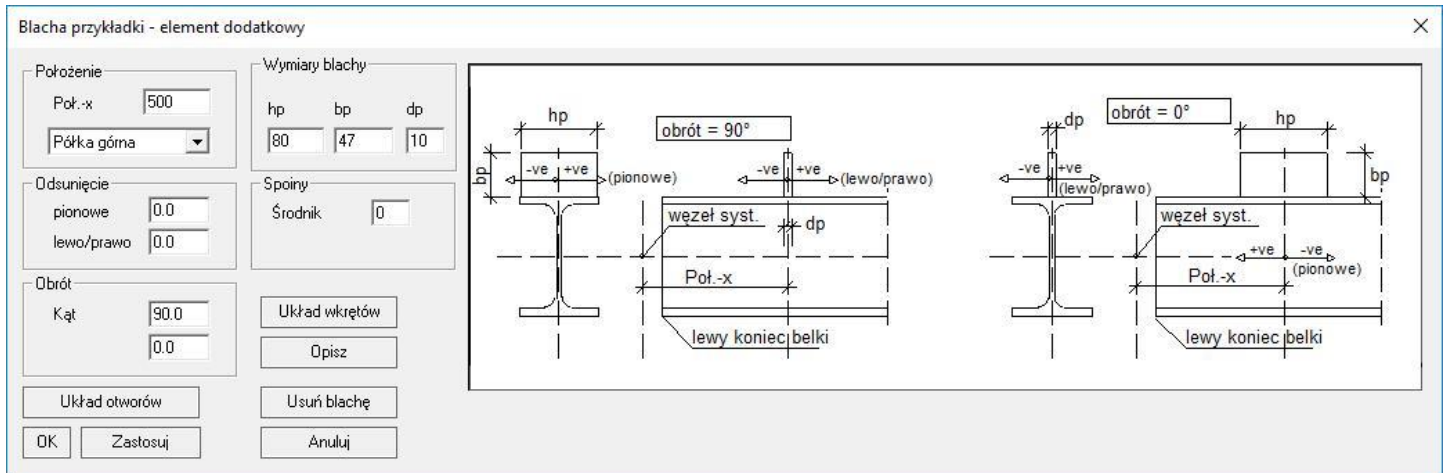 Blacha przykładki - element dodatkowy
Położenie
Poł.-x 500
Półka górna
Odsunięcie
pionowe 0.0
lewo/prawo 0.0
Obrót
Kąt 90.0
0.0
Układ otworów
OK Zastosuj
Wymiary blachy
hp bp dp
80 47 10
Spoiny
Środnik 0
Układ wkrętów
Opisz
Usuń blachę
Anuluj
hp
obrót = 90°
bp
-ve +ve (pionowe)
-ve +ve (lewo/prawo)
węzeł syst.
dp
Poł.-x
lewy koniec belki
dp
obrót = 0°
hp
-ve +ve
(lewo/prawo)
bp
węzeł syst.
+ve -ve
(pionowe)
Poł.-x
lewy koniec belki